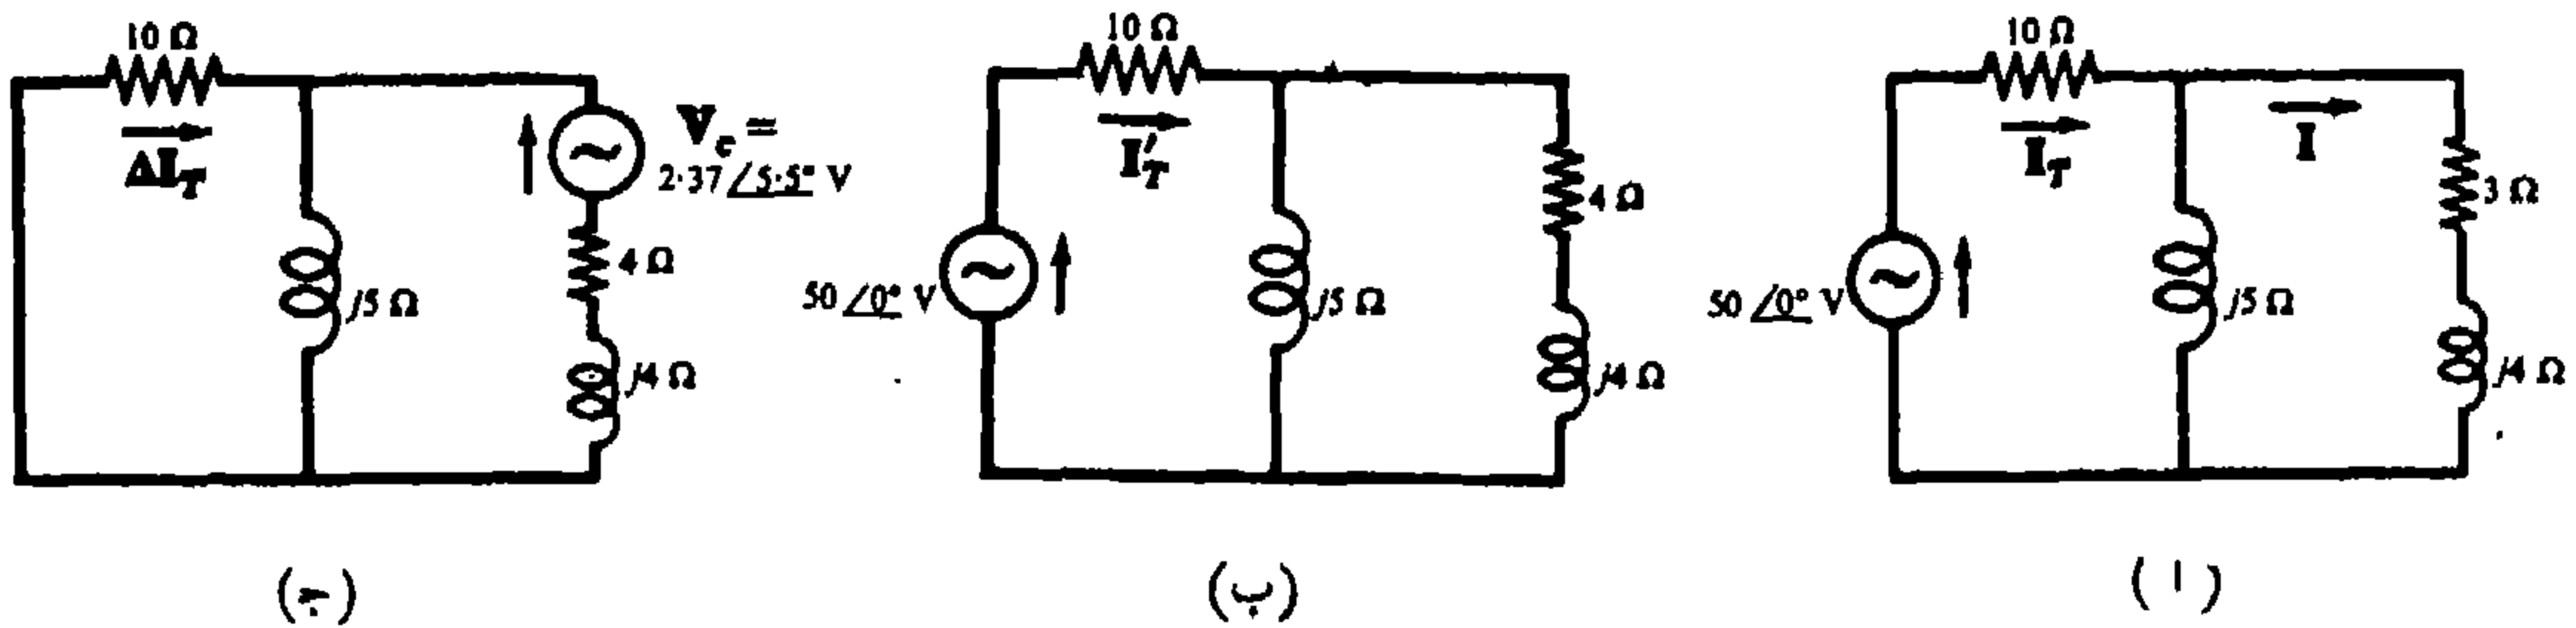 10 Ω
I_T
I
50 ∠0° V
j5 Ω
3 Ω
j4 Ω
( ا )
10 Ω
I'_T
50 ∠0° V
j5 Ω
4 Ω
j4 Ω
(ب)
10 Ω
ΔI_T
V_c =
2·37 ∠5·5° V
j5 Ω
4 Ω
j4 Ω
(ج)